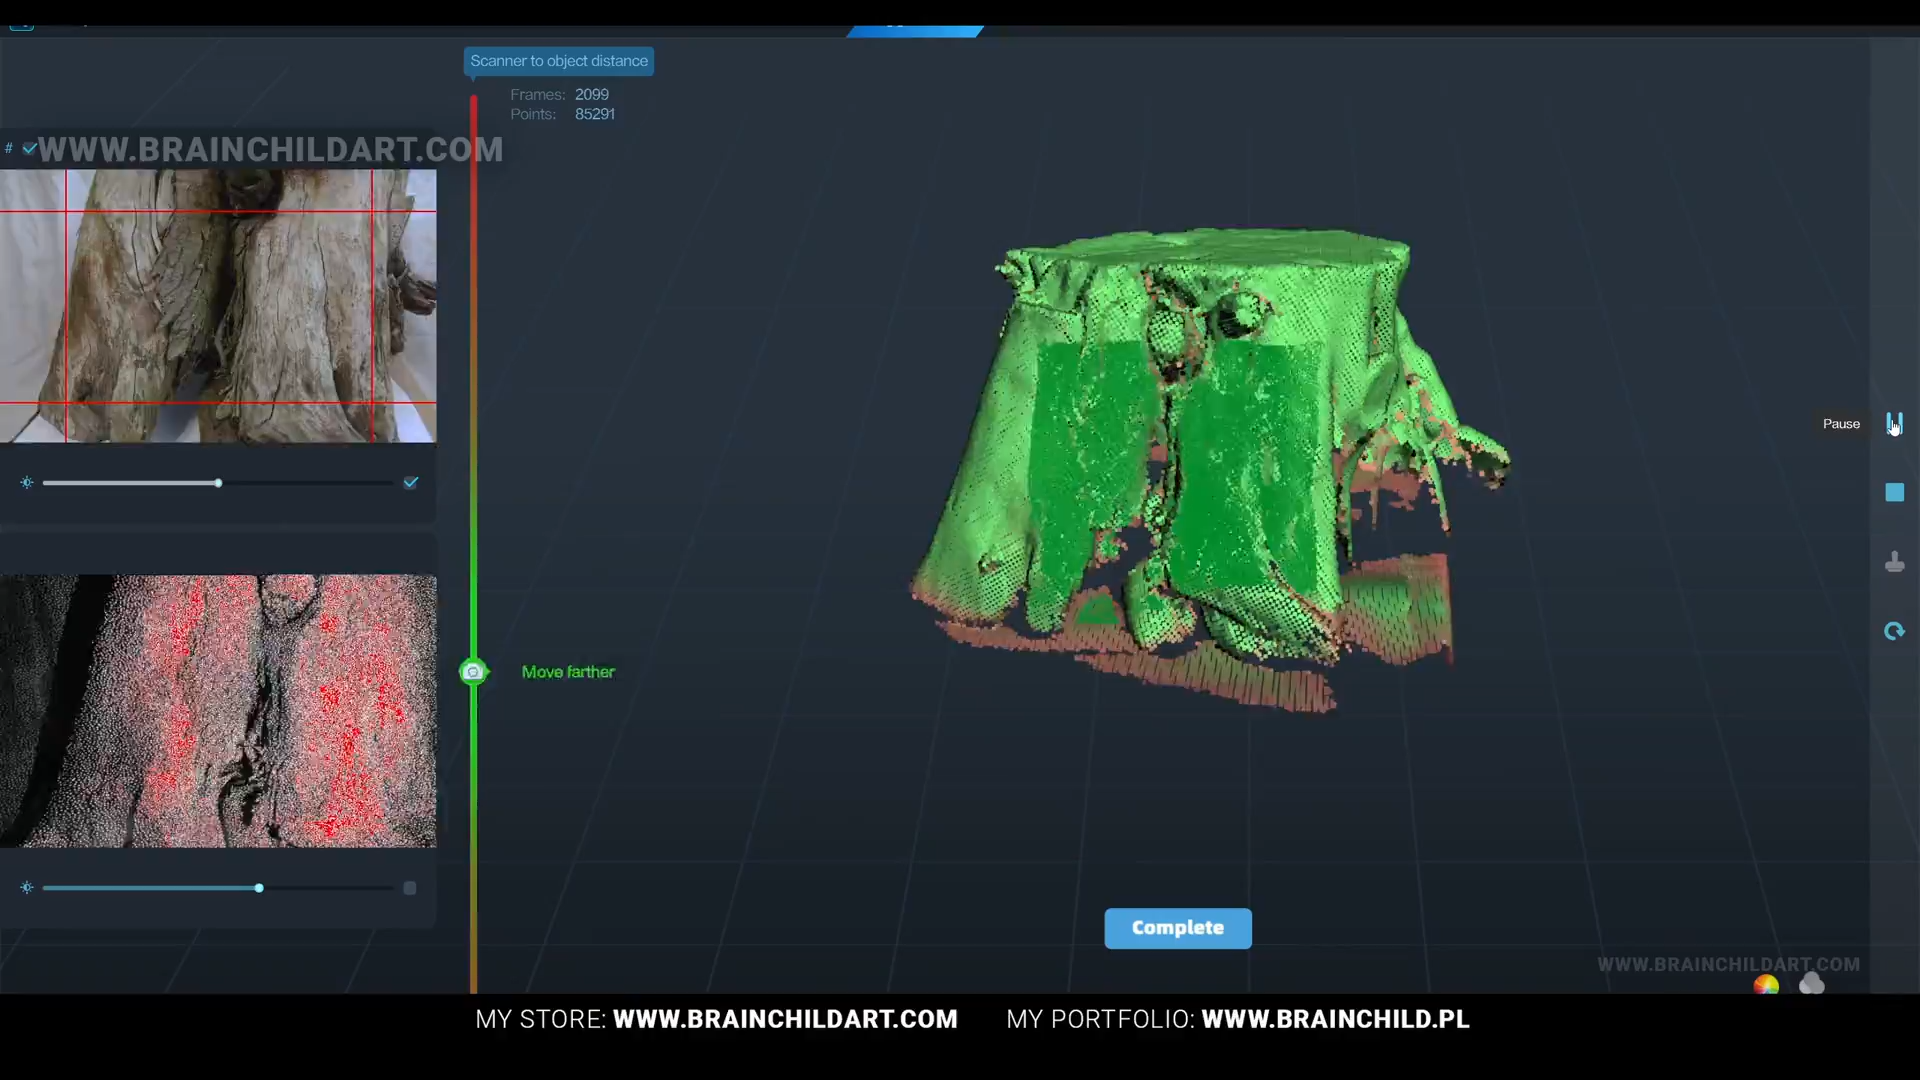 Scanner to object distance
Frames: 2099
Points: 85291
#
WWW.BRAINCHILDART.COM
Pause
Move farther
Complete
WWW.BRAINCHILDART.COM
MY STORE: WWW.BRAINCHILDART.COM MY PORTFOLIO: WWW.BRAINCHILD.PL